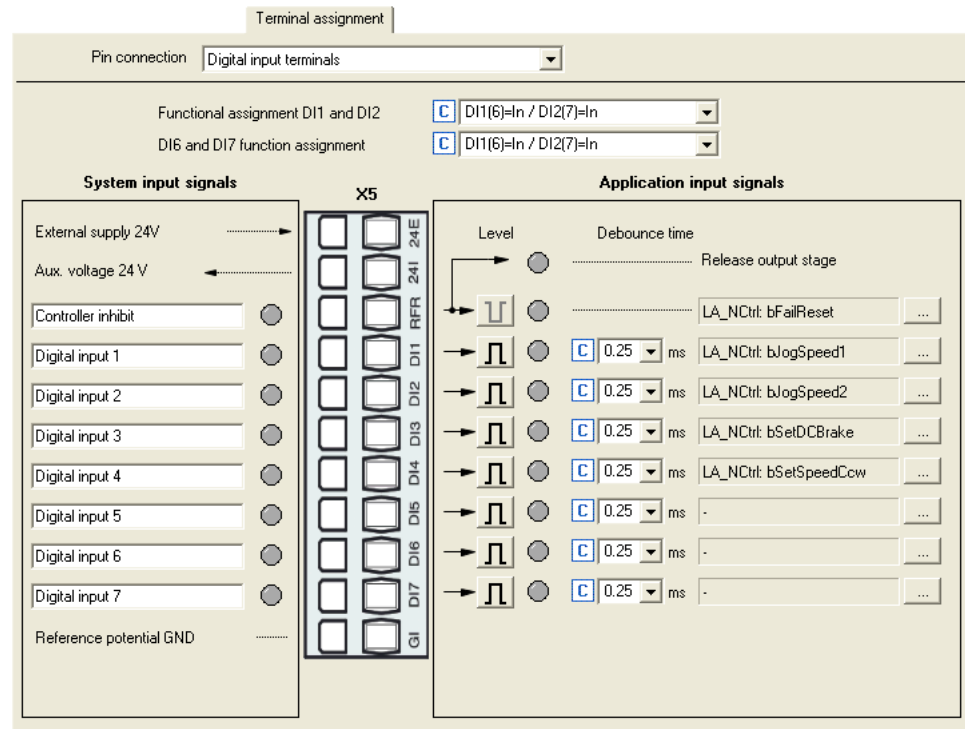 Terminal assignment
Pin connection Digital input terminals
Functional assignment DI1 and DI2 C DI1(6)=In / DI2(7)=In
DI6 and DI7 function assignment C DI1(6)=In / DI2(7)=In
System input signals X5 Application input signals
External supply 24V 24E Level Debounce time
Aux. voltage 24 V 24I Release output stage
Controller inhibit RFR LA_NCtrl: bFailReset ...
Digital input 1 DI1 C 0.25 ms LA_NCtrl: bJogSpeed1 ...
Digital input 2 DI2 C 0.25 ms LA_NCtrl: bJogSpeed2 ...
Digital input 3 DI3 C 0.25 ms LA_NCtrl: bSetDCBrake ...
Digital input 4 DI4 C 0.25 ms LA_NCtrl: bSetSpeedCcw ...
Digital input 5 DI5 C 0.25 ms - ...
Digital input 6 DI6 C 0.25 ms - ...
Digital input 7 DI7 C 0.25 ms - ...
Reference potential GND GI